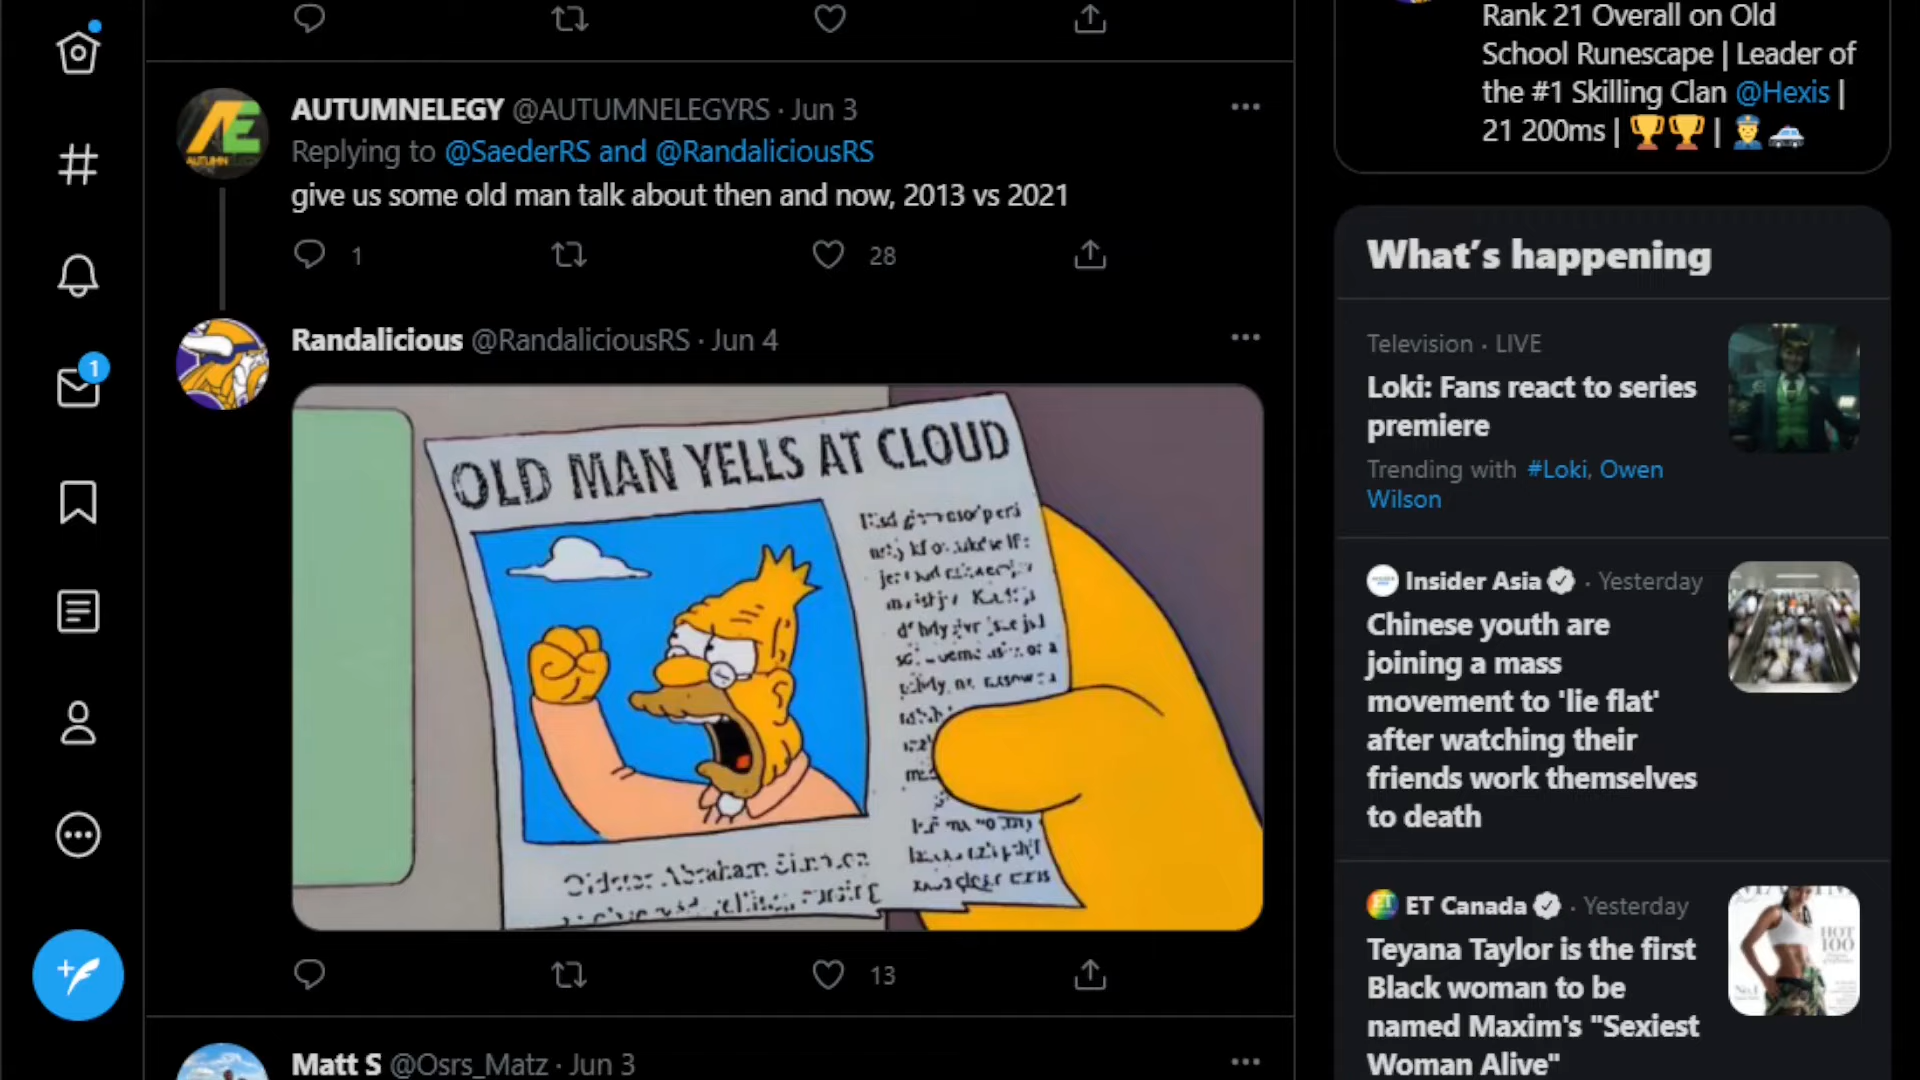 AUTUMNELEGY @AUTUMNELEGYRS · Jun 3
Replying to @SaederRS and @RandaliciousRS
give us some old man talk about then and now, 2013 vs 2021
1
28
Randalicious @RandaliciousRS · Jun 4
OLD MAN YELLS AT CLOUD
13
Matt S @Osrs_Matz · Jun 3
1
Rank 21 Overall on Old
School Runescape | Leader of
the #1 Skilling Clan @Hexis |
21 200ms | 🏆🏆 | 👮🚓
What's happening
Television · LIVE
Loki: Fans react to series
premiere
Trending with #Loki, Owen
Wilson
Insider Asia · Yesterday
Chinese youth are
joining a mass
movement to 'lie flat'
after watching their
friends work themselves
to death
ET Canada · Yesterday
Teyana Taylor is the first
Black woman to be
named Maxim's "Sexiest
Woman Alive"
HOT
100